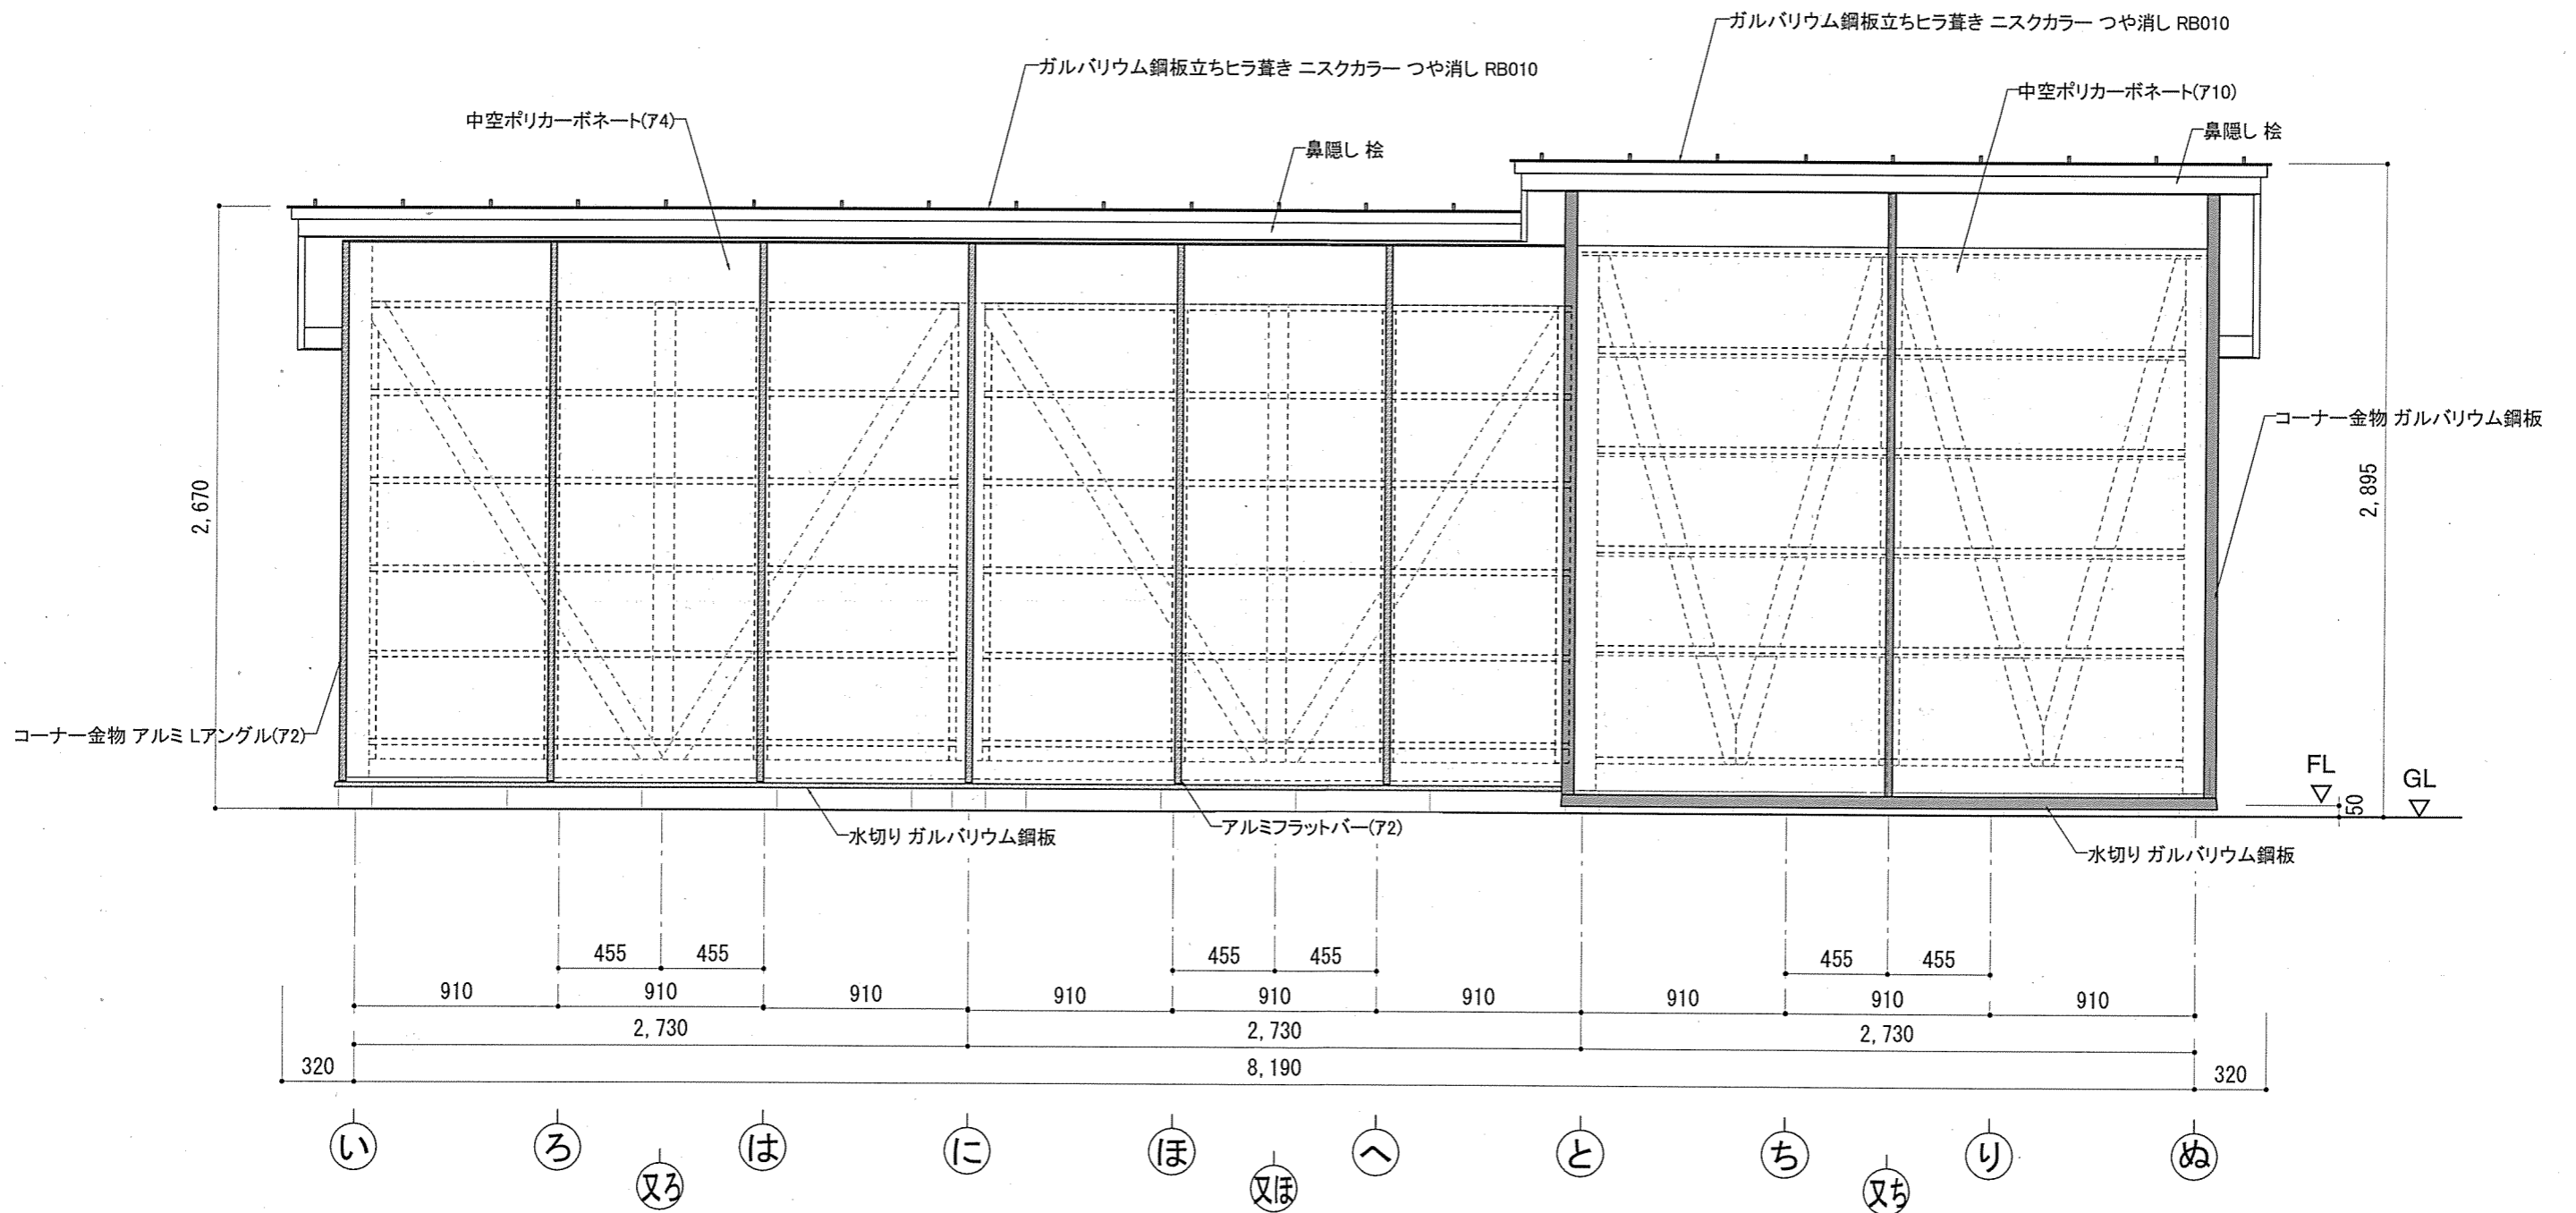 ガルバリウム鋼板立ちヒラ葺き ニスクカラー つや消し RB010
ガルバリウム鋼板立ちヒラ葺き ニスクカラー つや消し RB010
中空ポリカーボネート(ｱ10)
中空ポリカーボネート(ｱ4)
鼻隠し 桧
鼻隠し 桧
コーナー金物 ガルバリウム鋼板
2,670
2,895
コーナー金物 アルミ Lアングル(ｱ2)
FL
GL
50
水切り ガルバリウム鋼板
アルミフラットバー(ｱ2)
水切り ガルバリウム鋼板
455 455 455 455 455 455
910 910 910 910 910 910 910 910 910
2,730 2,730 2,730
320 8,190 320
い ろ は に ほ へ と ち り ぬ
又ろ 又ほ 又ち